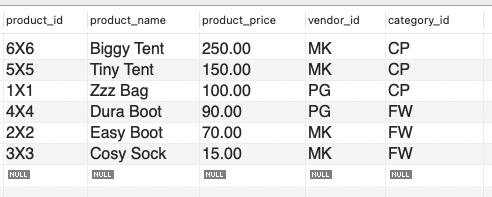 product_id product_name product_price vendor_id category_id
6X6 Biggy Tent 250.00 MK CP
5X5 Tiny Tent 150.00 MK CP
1X1 Zzz Bag 100.00 PG CP
4X4 Dura Boot 90.00 PG FW
2X2 Easy Boot 70.00 MK FW
3X3 Cosy Sock 15.00 MK FW
NULL NULL NULL NULL NULL